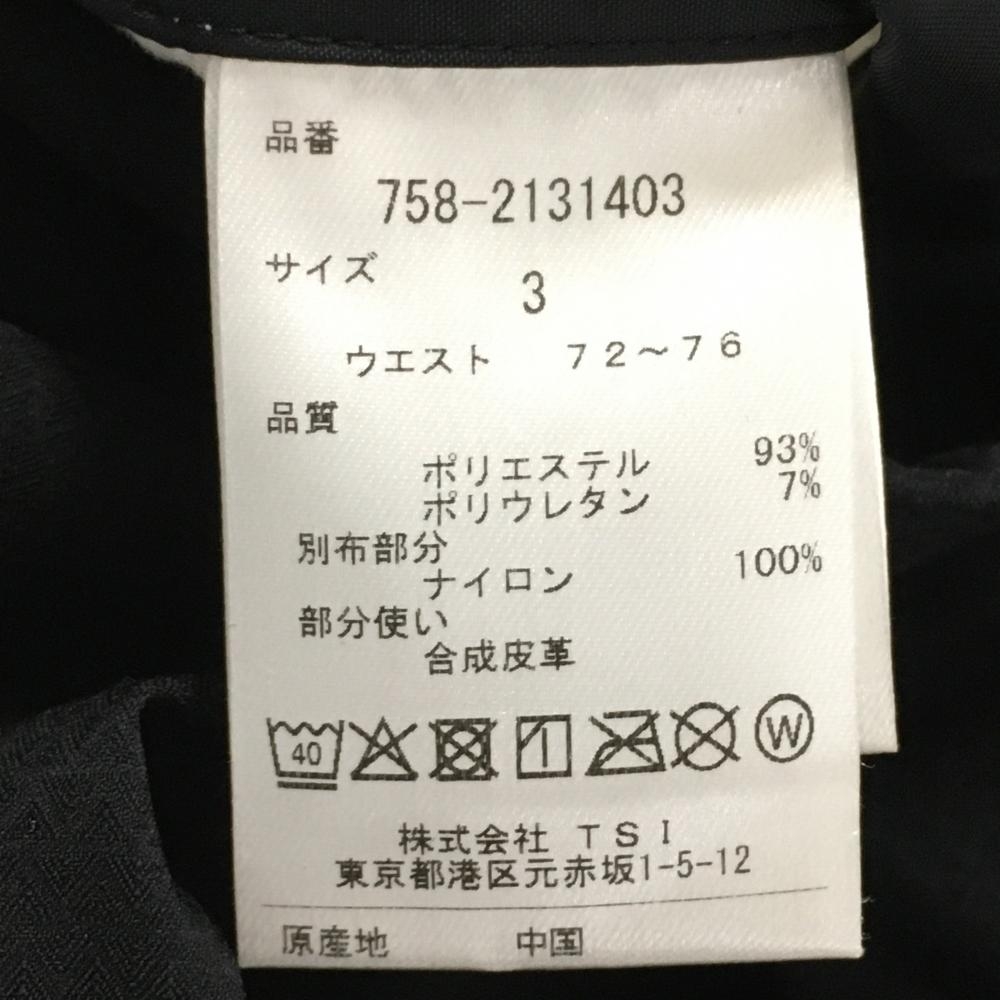 品番
758-2131403
サイズ 3
ウエスト 72～76
品質
ポリエステル 93%
ポリウレタン 7%
別布部分
ナイロン 100%
部分使い
合成皮革
40 W
株式会社 TSI
東京都港区元赤坂1-5-12
原産地 中国